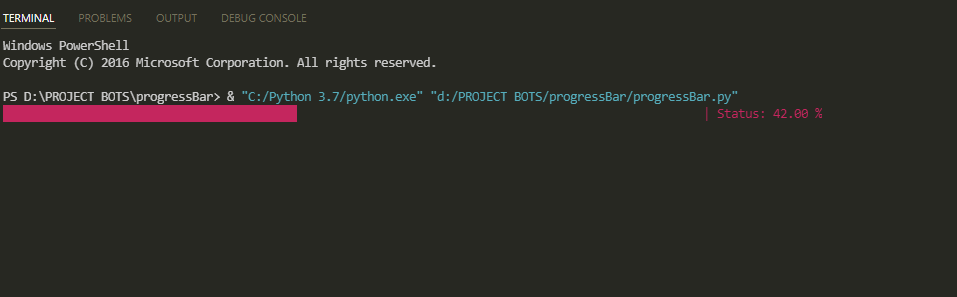 TERMINAL PROBLEMS OUTPUT DEBUG CONSOLE
Windows PowerShell
Copyright (C) 2016 Microsoft Corporation. All rights reserved.
PS D:\PROJECT BOTS\progressBar> & "C:/Python 3.7/python.exe" "d:/PROJECT BOTS/progressBar/progressBar.py"
| Status: 42.00 %